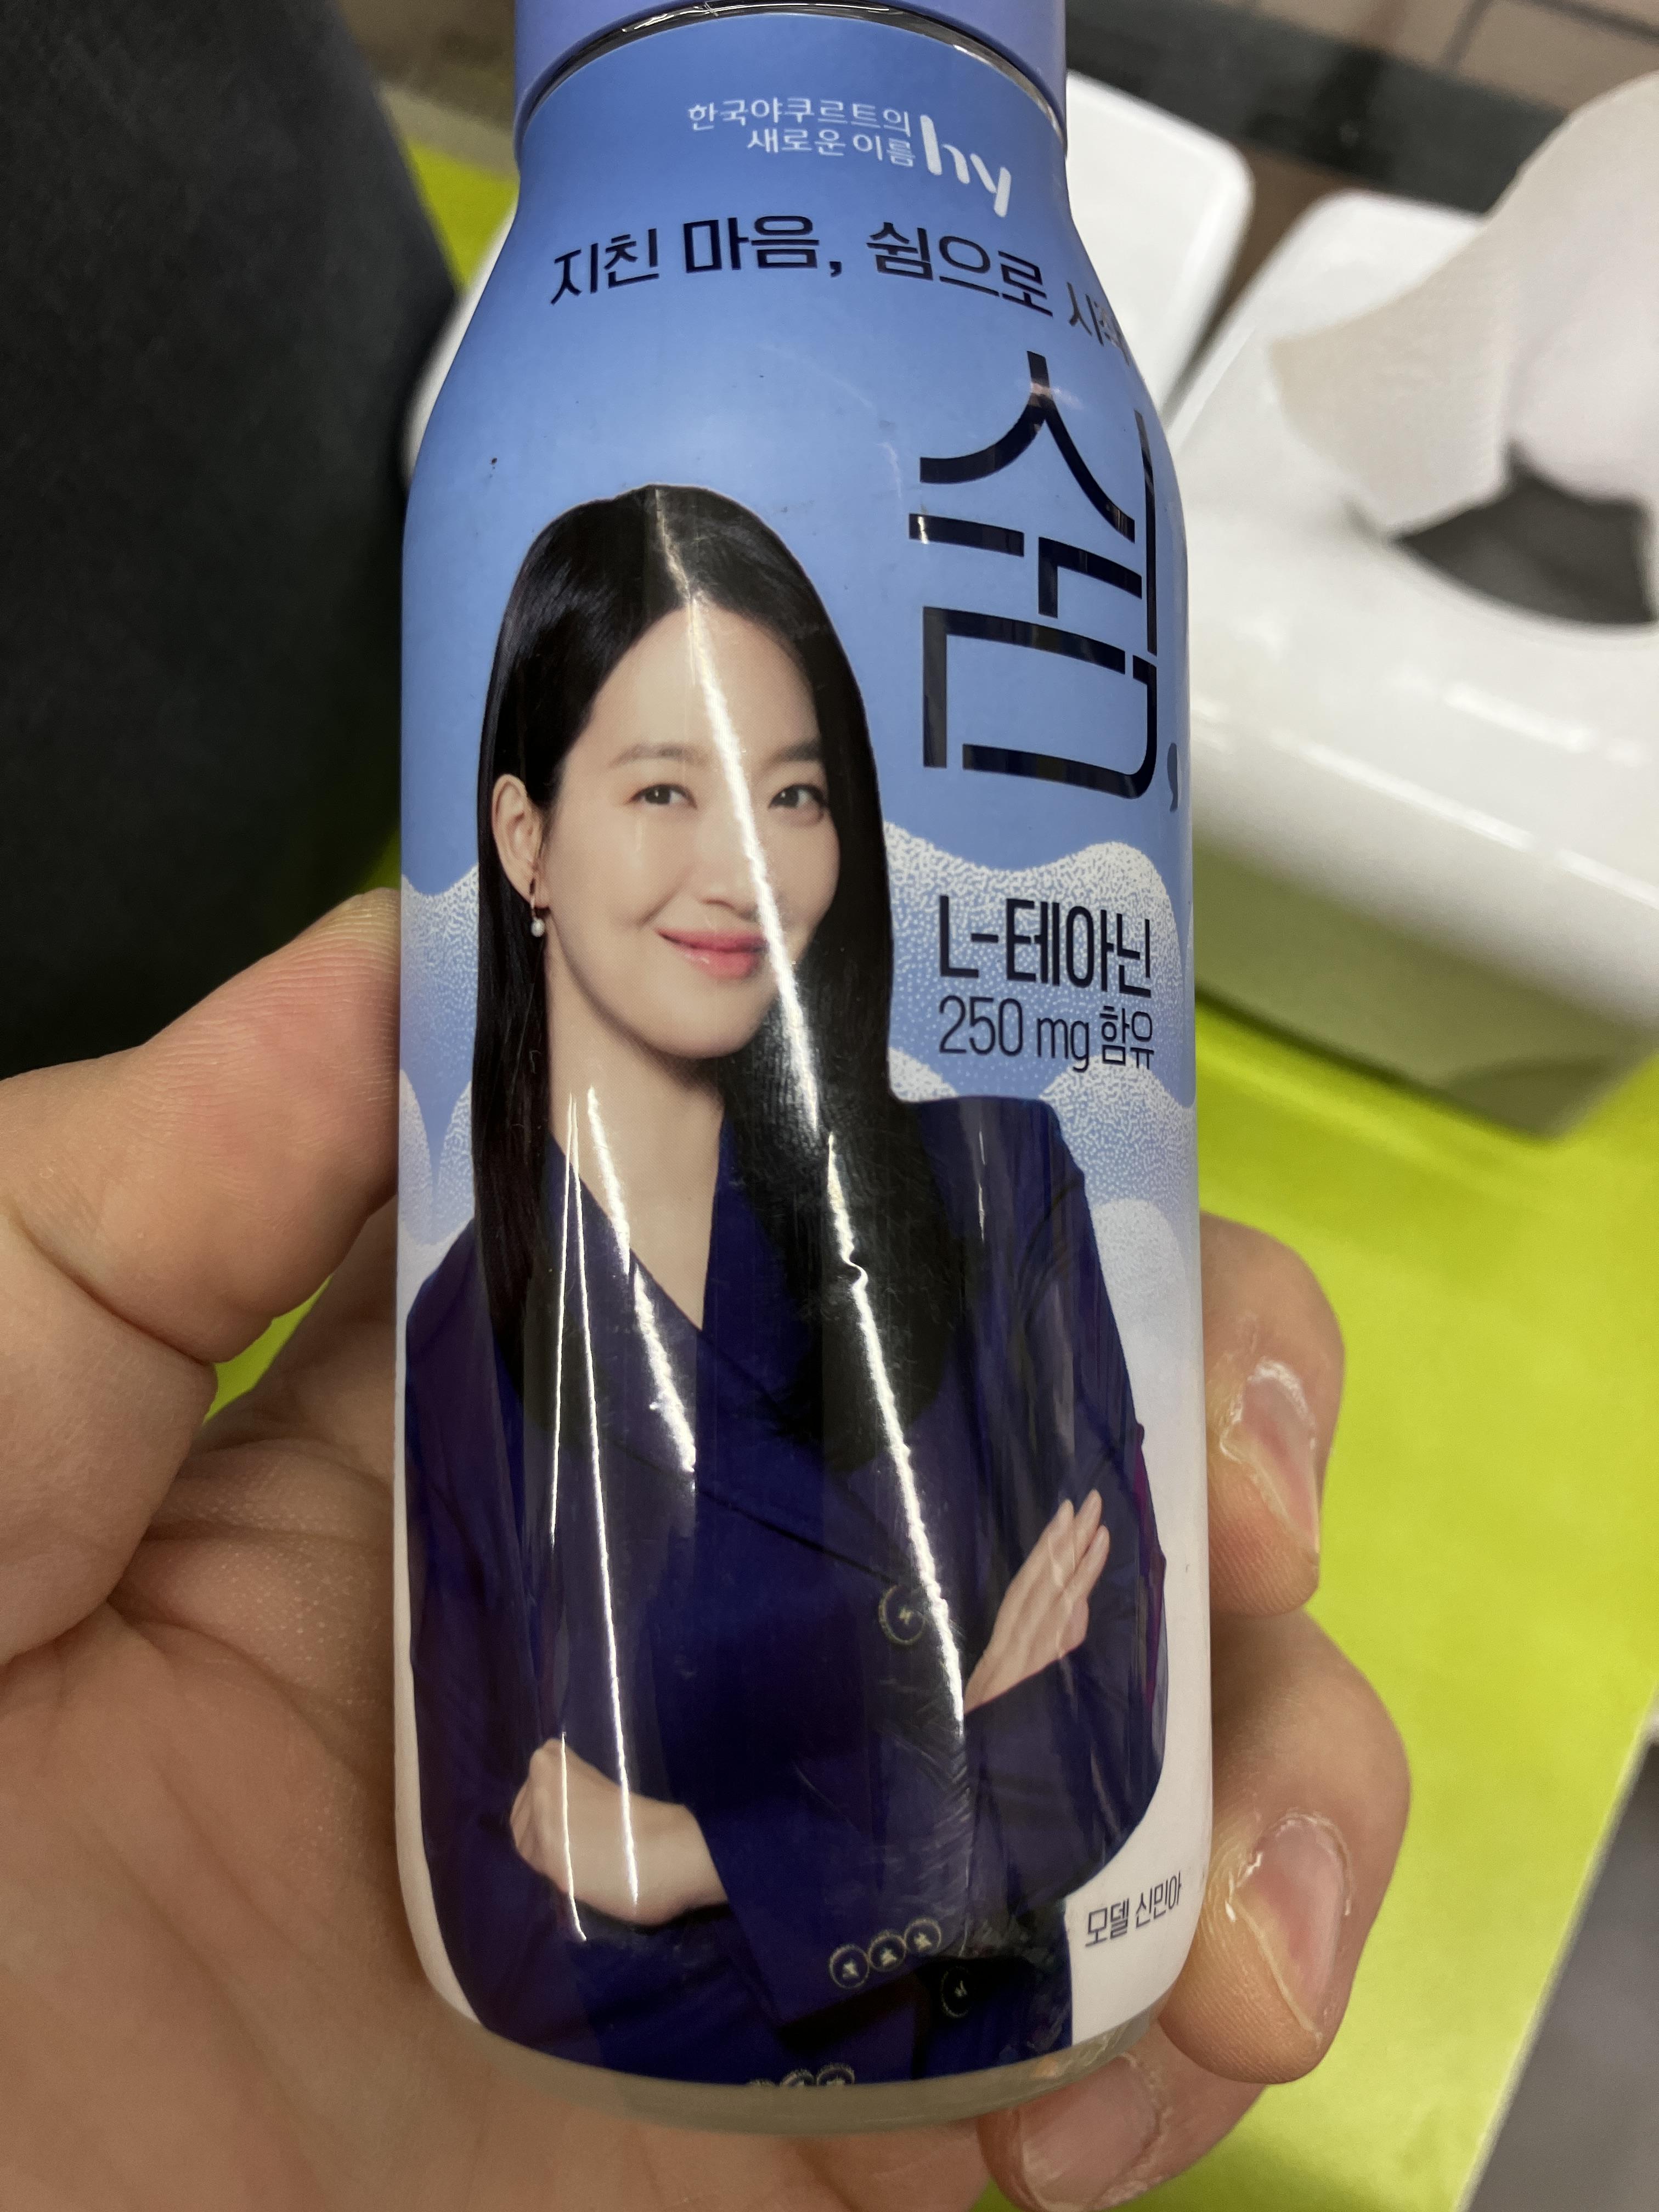 한국야쿠르트의
새로운 이름 hy
지친 마음, 쉼으로
쉼,
L-테아닌
250 mg 함유
모델 신민아